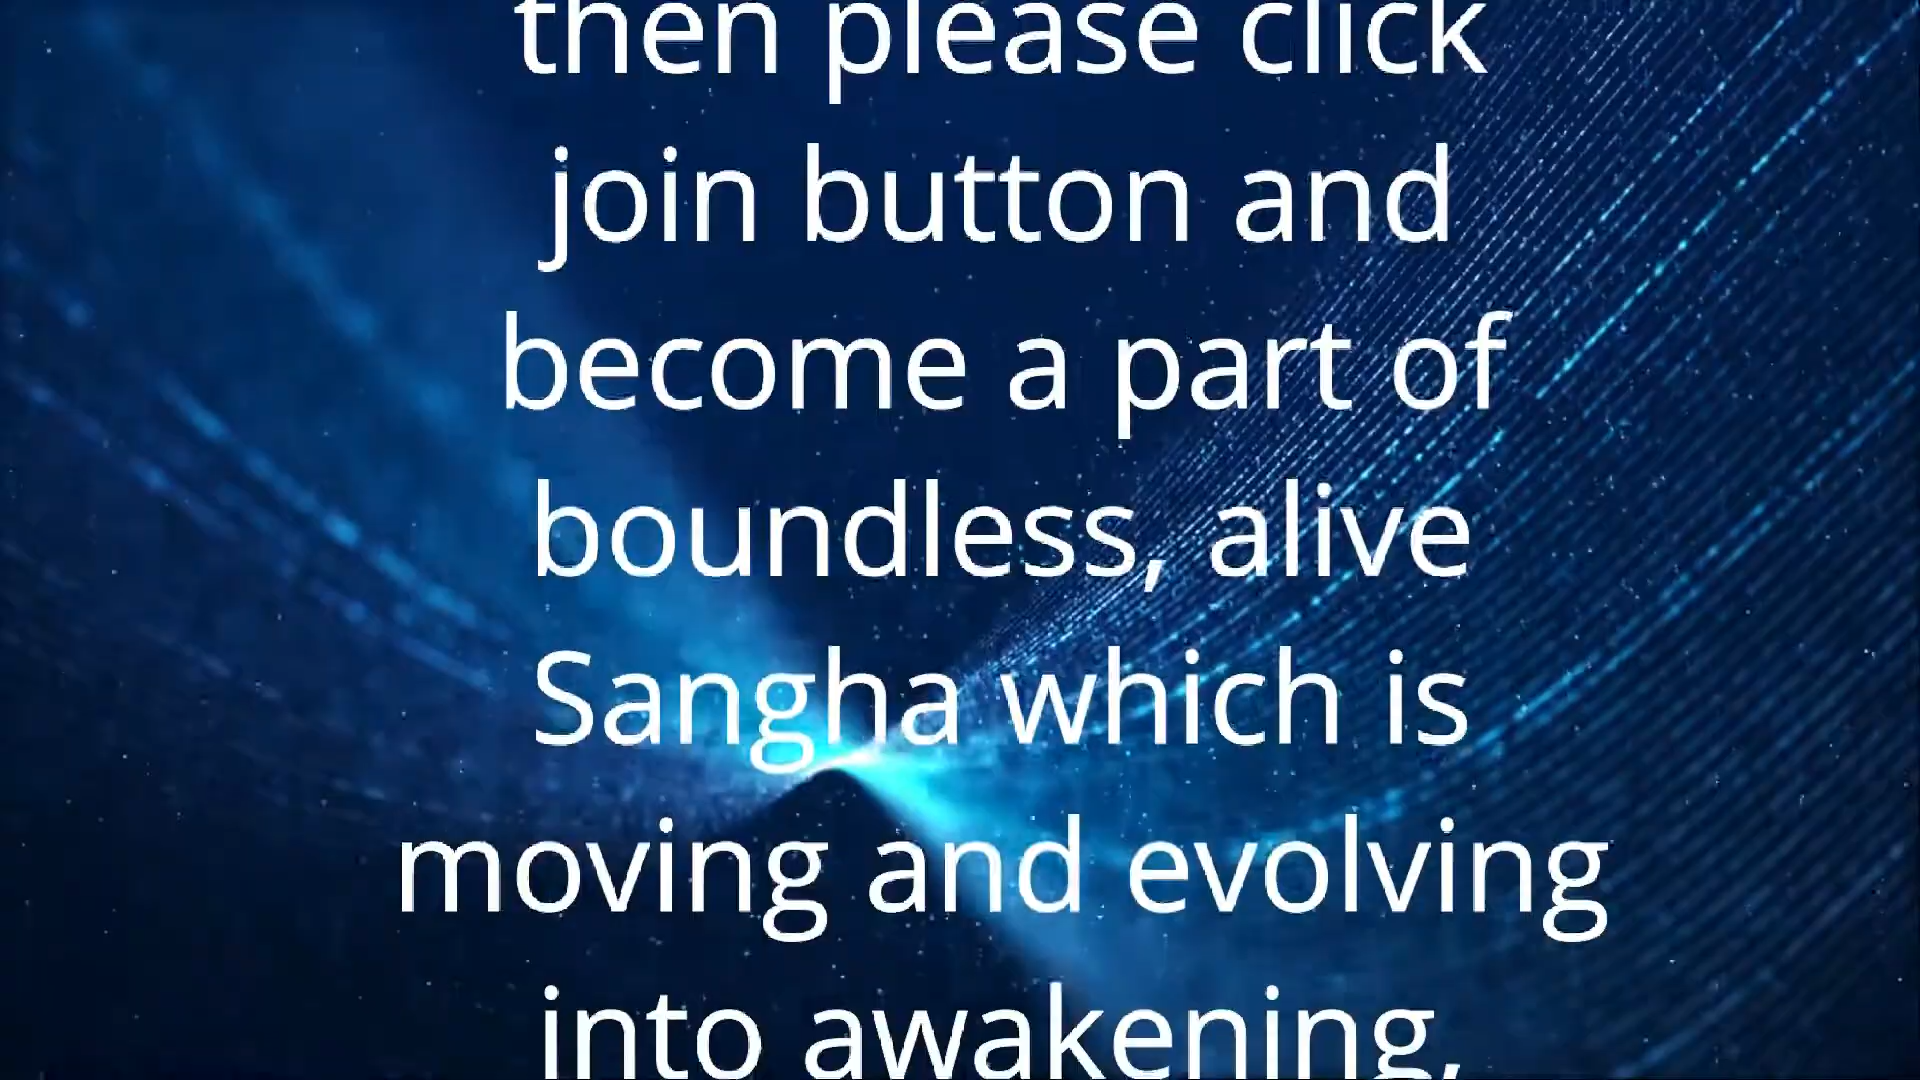 then please click
join button and
become a part of
boundless, alive
Sangha which is
moving and evolving
into awakening,